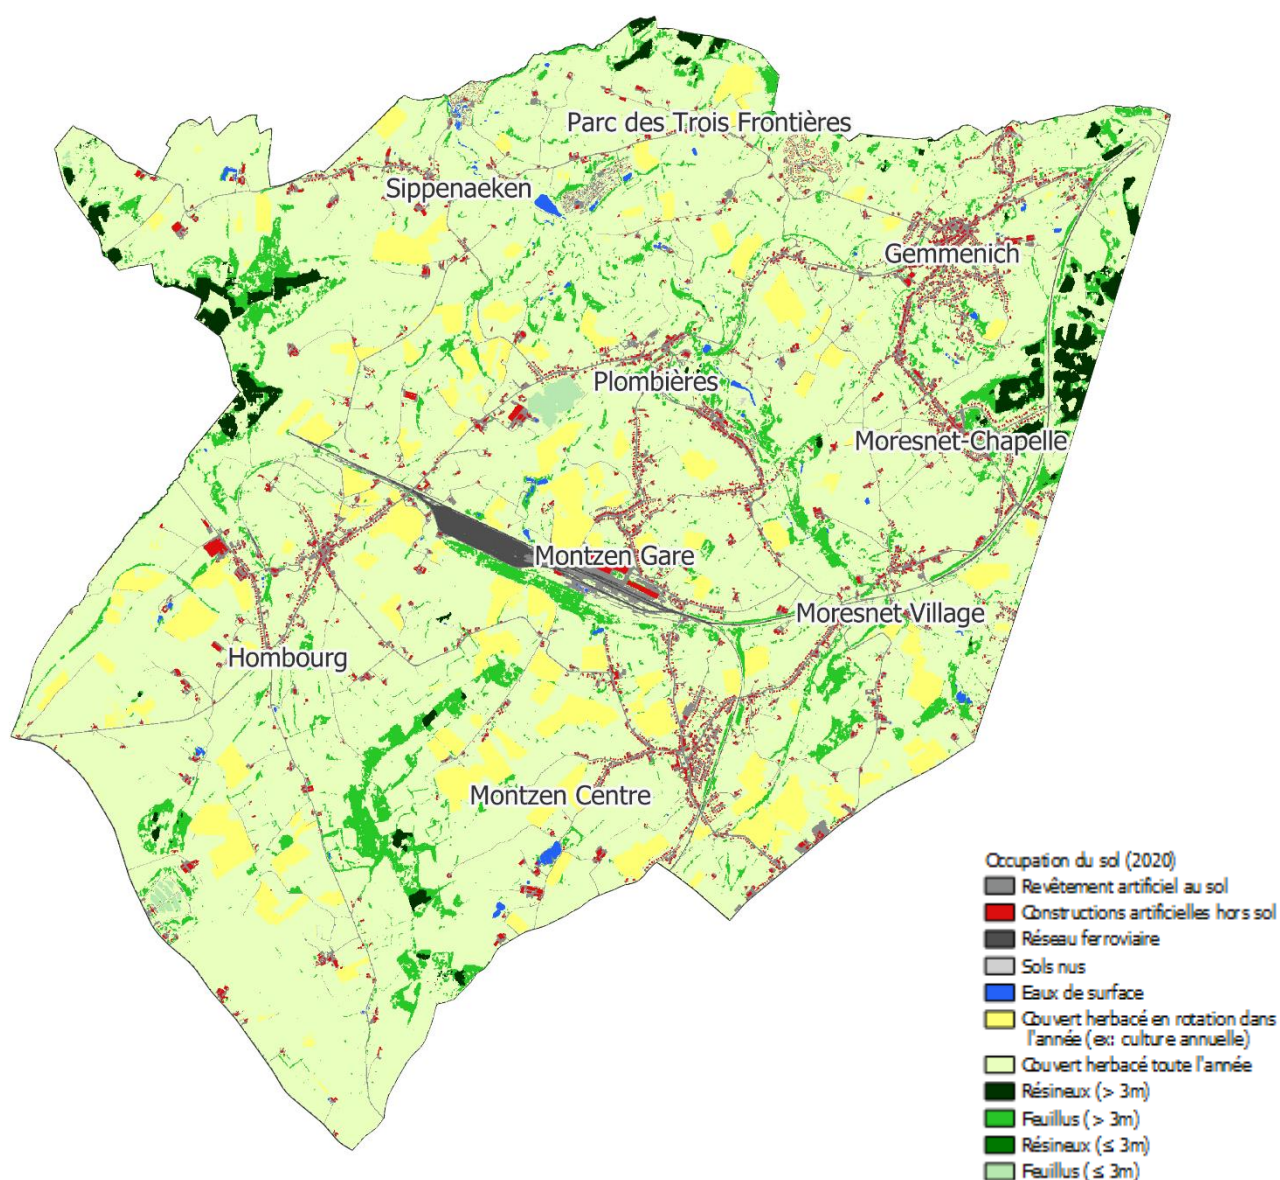 Parc des Trois Frontières
Sippenaeken
Gemmenich
Plombières
Moresnet-Chapelle
Montzen Gare
Moresnet Village
Hombourg
Montzen Centre
Occupation du sol (2020)
Revêtement artificiel au sol
Constructions artificielles hors sol
Réseau ferroviaire
Sols nus
Eaux de surface
Couvert herbacé en rotation dans
l'année (ex: culture annuelle)
Couvert herbacé toute l'année
Résineux (> 3m)
Feuillus (> 3m)
Résineux (≤ 3m)
Feuillus (≤ 3m)